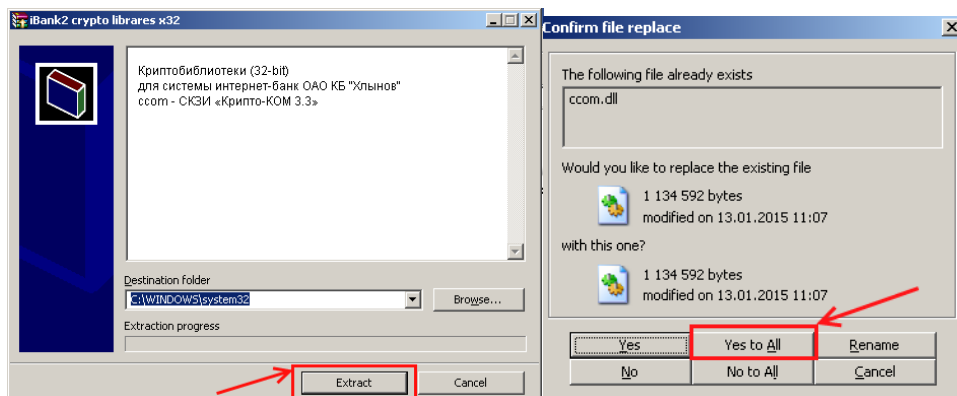 iBank2 crypto librares x32
Криптобиблиотеки (32-bit)
для системы интернет-банк ОАО КБ "Хлынов"
ccom - СКЗИ «Крипто-КОМ 3.3»
Destination folder
C:\WINDOWS\system32
Browse...
Extraction progress
Extract
Cancel
Confirm file replace
The following file already exists
ccom.dll
Would you like to replace the existing file
1 134 592 bytes
modified on 13.01.2015 11:07
with this one?
1 134 592 bytes
modified on 13.01.2015 11:07
Yes
Yes to All
Rename
No
No to All
Cancel